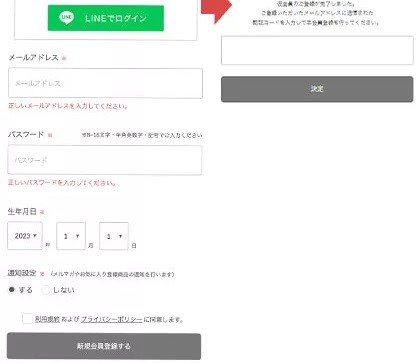 LINEでログイン
メールアドレス ※
メールアドレス
正しいメールアドレスを入力してください。
パスワード ※
※8-16文字・半角英数字・記号でご入力ください
パスワード
正しいパスワードを入力してください。
生年月日 ※
2023 年 1 月 1 日
通知設定 ※ (メルマガやお気に入り登録商品の通知を行います)
する しない
利用規約 および プライバシーポリシー に同意します。
新規会員登録する
仮会員のご登録が完了しました。
ご登録いただいたメールアドレスに送信された
認証コードを入力して本会員登録を行ってください。
決定